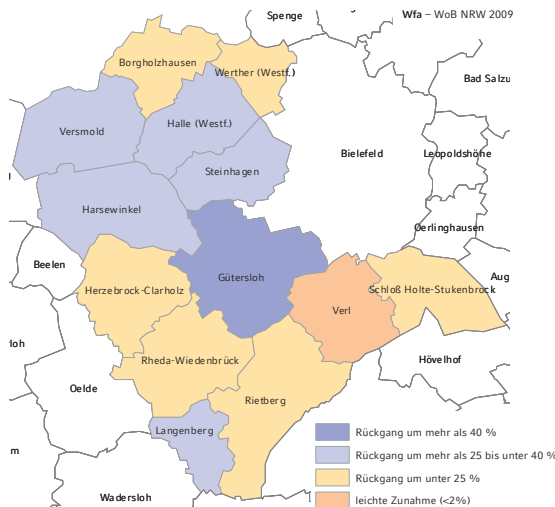 Spenge
Wfa – WoB NRW 2009
Borgholzhausen
Werther (Westf.)
Bad Salzu
Versmold
Halle (Westf.)
Bielefeld
Leopoldshöhe
Steinhagen
Harsewinkel
Oerlinghausen
Beelen
Gütersloh
Aug
Herzebrock-Clarholz
Schloß Holte-Stukenbrock
Verl
loh
Rheda-Wiedenbrück
Hövelhof
Oelde
Rietberg
Langenberg
m
Wadersloh
Rückgang um mehr als 40 %
Rückgang um mehr als 25 bis unter 40 %
Rückgang um unter 25 %
leichte Zunahme (<2%)